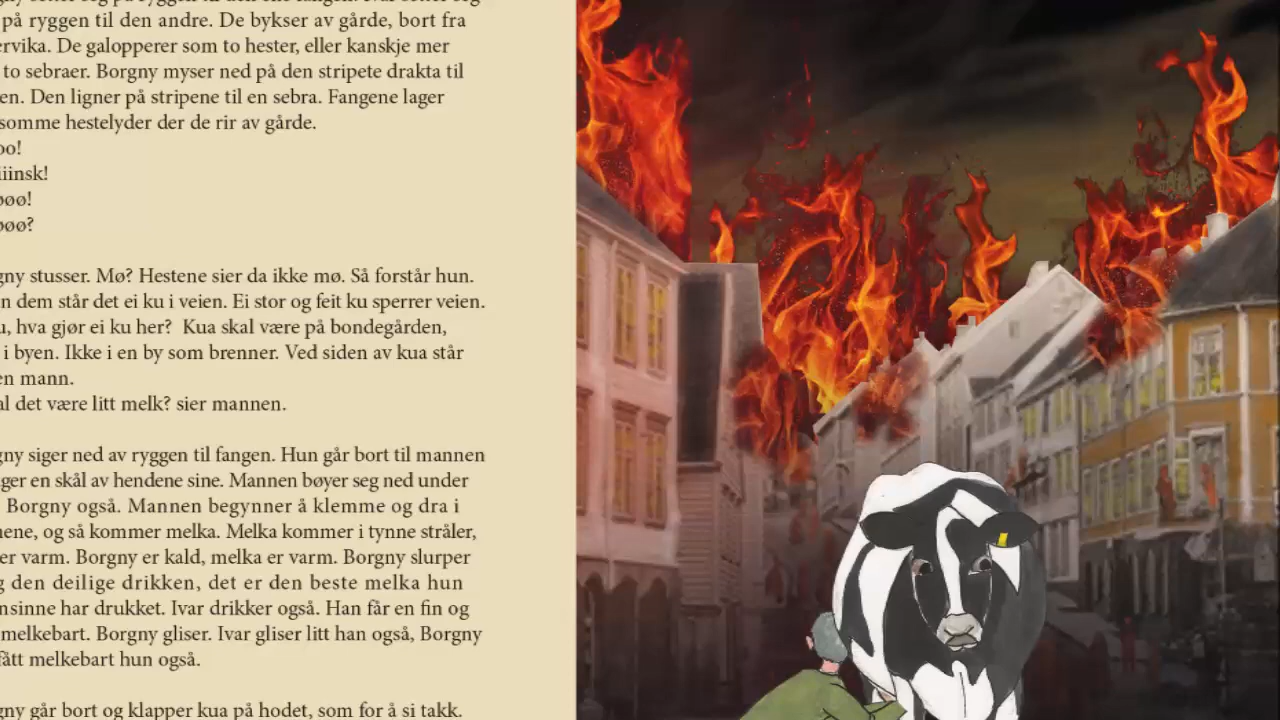 på ryggen til den andre. De bykser av gårde, bort fra
ervika. De galopperer som to hester, eller kanskje mer
to sebraer. Borgny myser ned på den stripete drakta til
en. Den ligner på stripene til en sebra. Fangene lager
somme hestelyder der de rir av gårde.
oo!
iiinsk!
øøø!
øøø?
gny stusser. Mø? Hestene sier da ikke mø. Så forstår hun.
n dem står det ei ku i veien. Ei stor og feit ku sperrer veien.
u, hva gjør ei ku her? Kua skal være på bondegården,
i byen. Ikke i en by som brenner. Ved siden av kua står
en mann.
al det være litt melk? sier mannen.
gny siger ned av ryggen til fangen. Hun går bort til mannen
ger en skål av hendene sine. Mannen bøyer seg ned under
Borgny også. Mannen begynner å klemme og dra i
nene, og så kommer melka. Melka kommer i tynne stråler,
er varm. Borgny er kald, melka er varm. Borgny slurper
g den deilige drikken, det er den beste melka hun
nsinne har drukket. Ivar drikker også. Han får en fin og
melkebart. Borgny gliser. Ivar gliser litt han også, Borgny
fått melkebart hun også.
gny går bort og klapper kua på hodet, som for å si takk.